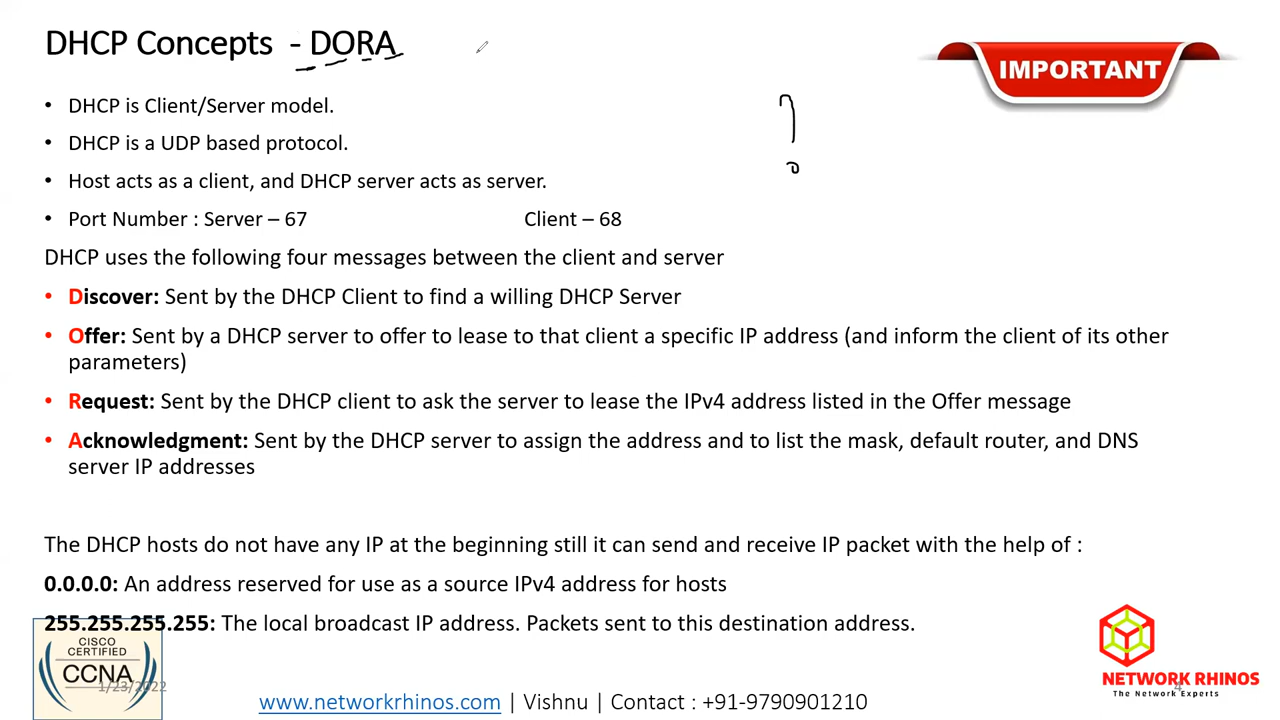 DHCP Concepts - DORA
IMPORTANT
• DHCP is Client/Server model.
• DHCP is a UDP based protocol.
• Host acts as a client, and DHCP server acts as server.
• Port Number : Server – 67 Client – 68
DHCP uses the following four messages between the client and server
• Discover: Sent by the DHCP Client to find a willing DHCP Server
• Offer: Sent by a DHCP server to offer to lease to that client a specific IP address (and inform the client of its other
parameters)
• Request: Sent by the DHCP client to ask the server to lease the IPv4 address listed in the Offer message
• Acknowledgment: Sent by the DHCP server to assign the address and to list the mask, default router, and DNS
server IP addresses
The DHCP hosts do not have any IP at the beginning still it can send and receive IP packet with the help of :
0.0.0.0: An address reserved for use as a source IPv4 address for hosts
255.255.255.255: The local broadcast IP address. Packets sent to this destination address.
CISCO
CERTIFIED
CCNA
1/23/2022
www.networkrhinos.com | Vishnu | Contact : +91-9790901210
NETWORK RHINOS
The Network Experts
4